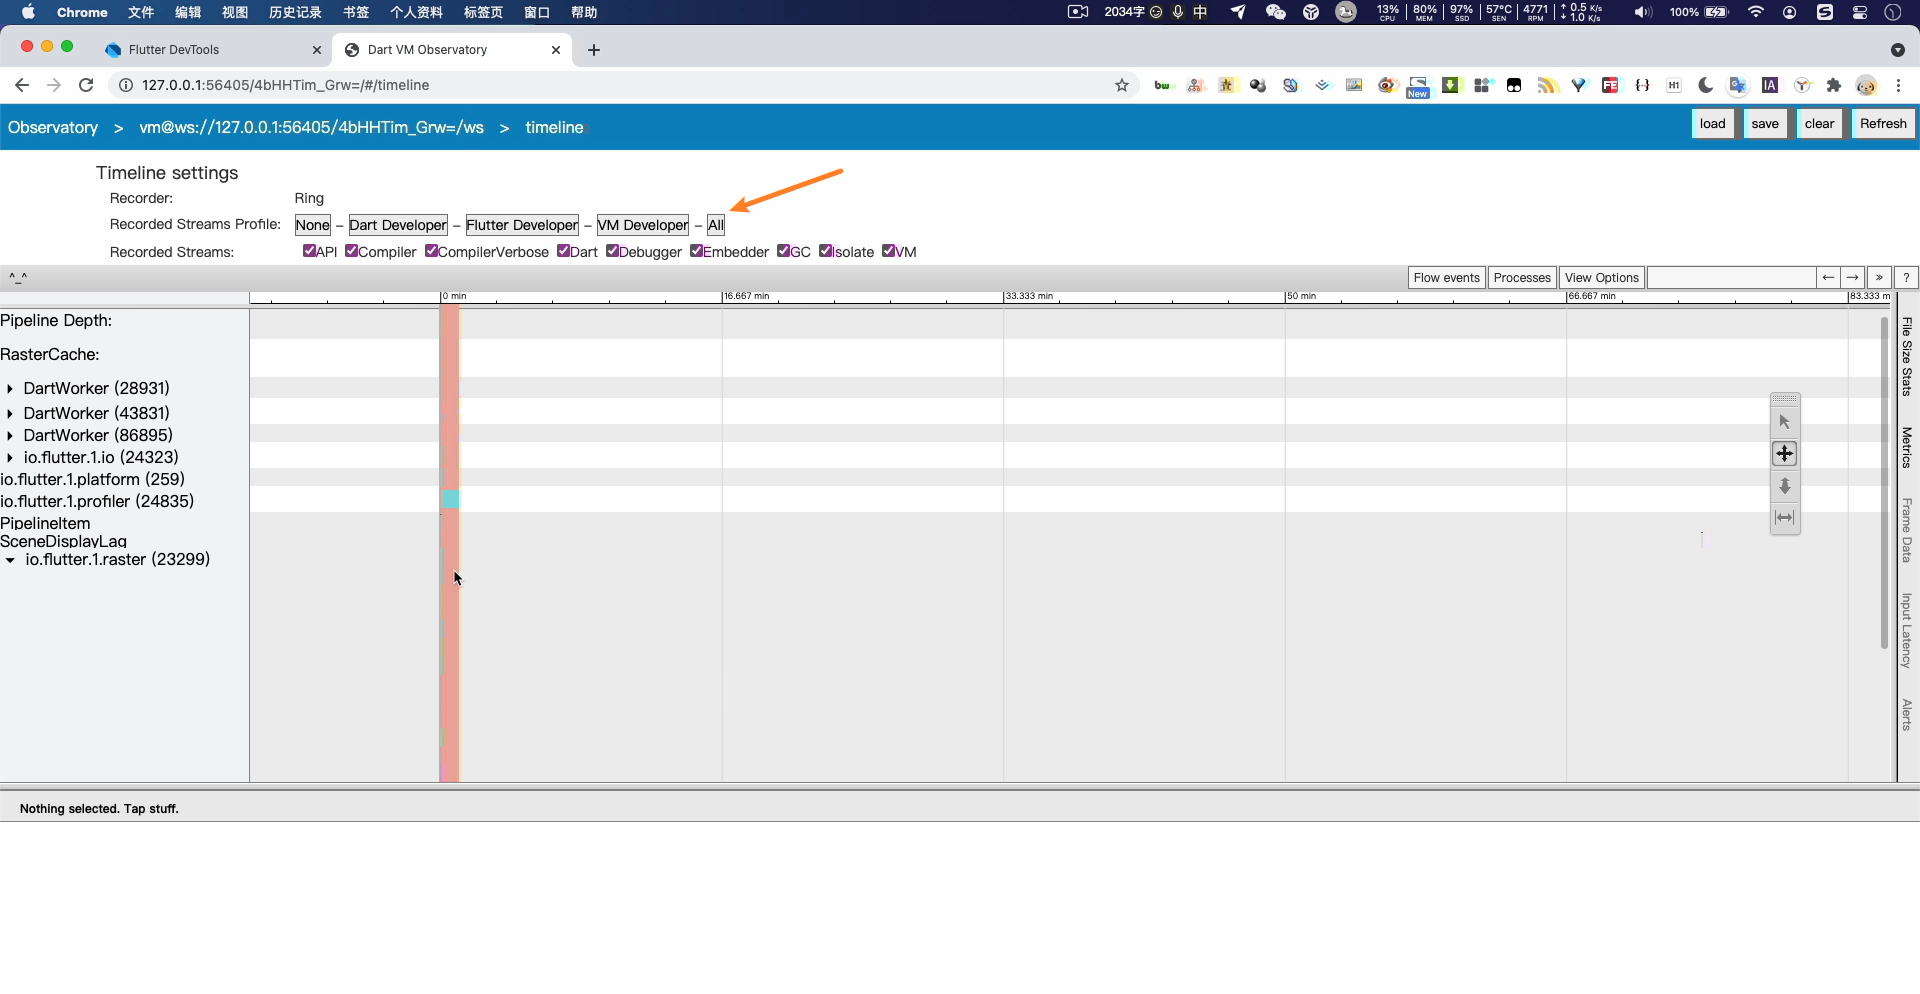 Chrome 文件 编辑 视图 历史记录 书签 个人资料 标签页 窗口 帮助 2034字 中 13% CPU 80% MEM 97% SSD 57°C SEN 4771 RPM ↑ 0.5 K/s ↓ 1.0 K/s 100%
Flutter DevTools
Dart VM Observatory
127.0.0.1:56405/4bHHTim_Grw=/#/timeline
bw New FE {·} H1 IA
Observatory > vm@ws://127.0.0.1:56405/4bHHTim_Grw=/ws > timeline
load save clear Refresh
Timeline settings
Recorder: Ring
Recorded Streams Profile: None – Dart Developer – Flutter Developer – VM Developer – All
Recorded Streams: API Compiler CompilerVerbose Dart Debugger Embedder GC Isolate VM
^_^ Flow events Processes View Options ← → » ?
0 min 16.667 min 33.333 min 50 min 66.667 min 83.333 m
Pipeline Depth:
RasterCache:
DartWorker (28931)
DartWorker (43831)
DartWorker (86895)
io.flutter.1.io (24323)
io.flutter.1.platform (259)
io.flutter.1.profiler (24835)
PipelineItem
SceneDisplayLag
io.flutter.1.raster (23299)
File Size Stats
Metrics
Frame Data
Input Latency
Alerts
Nothing selected. Tap stuff.